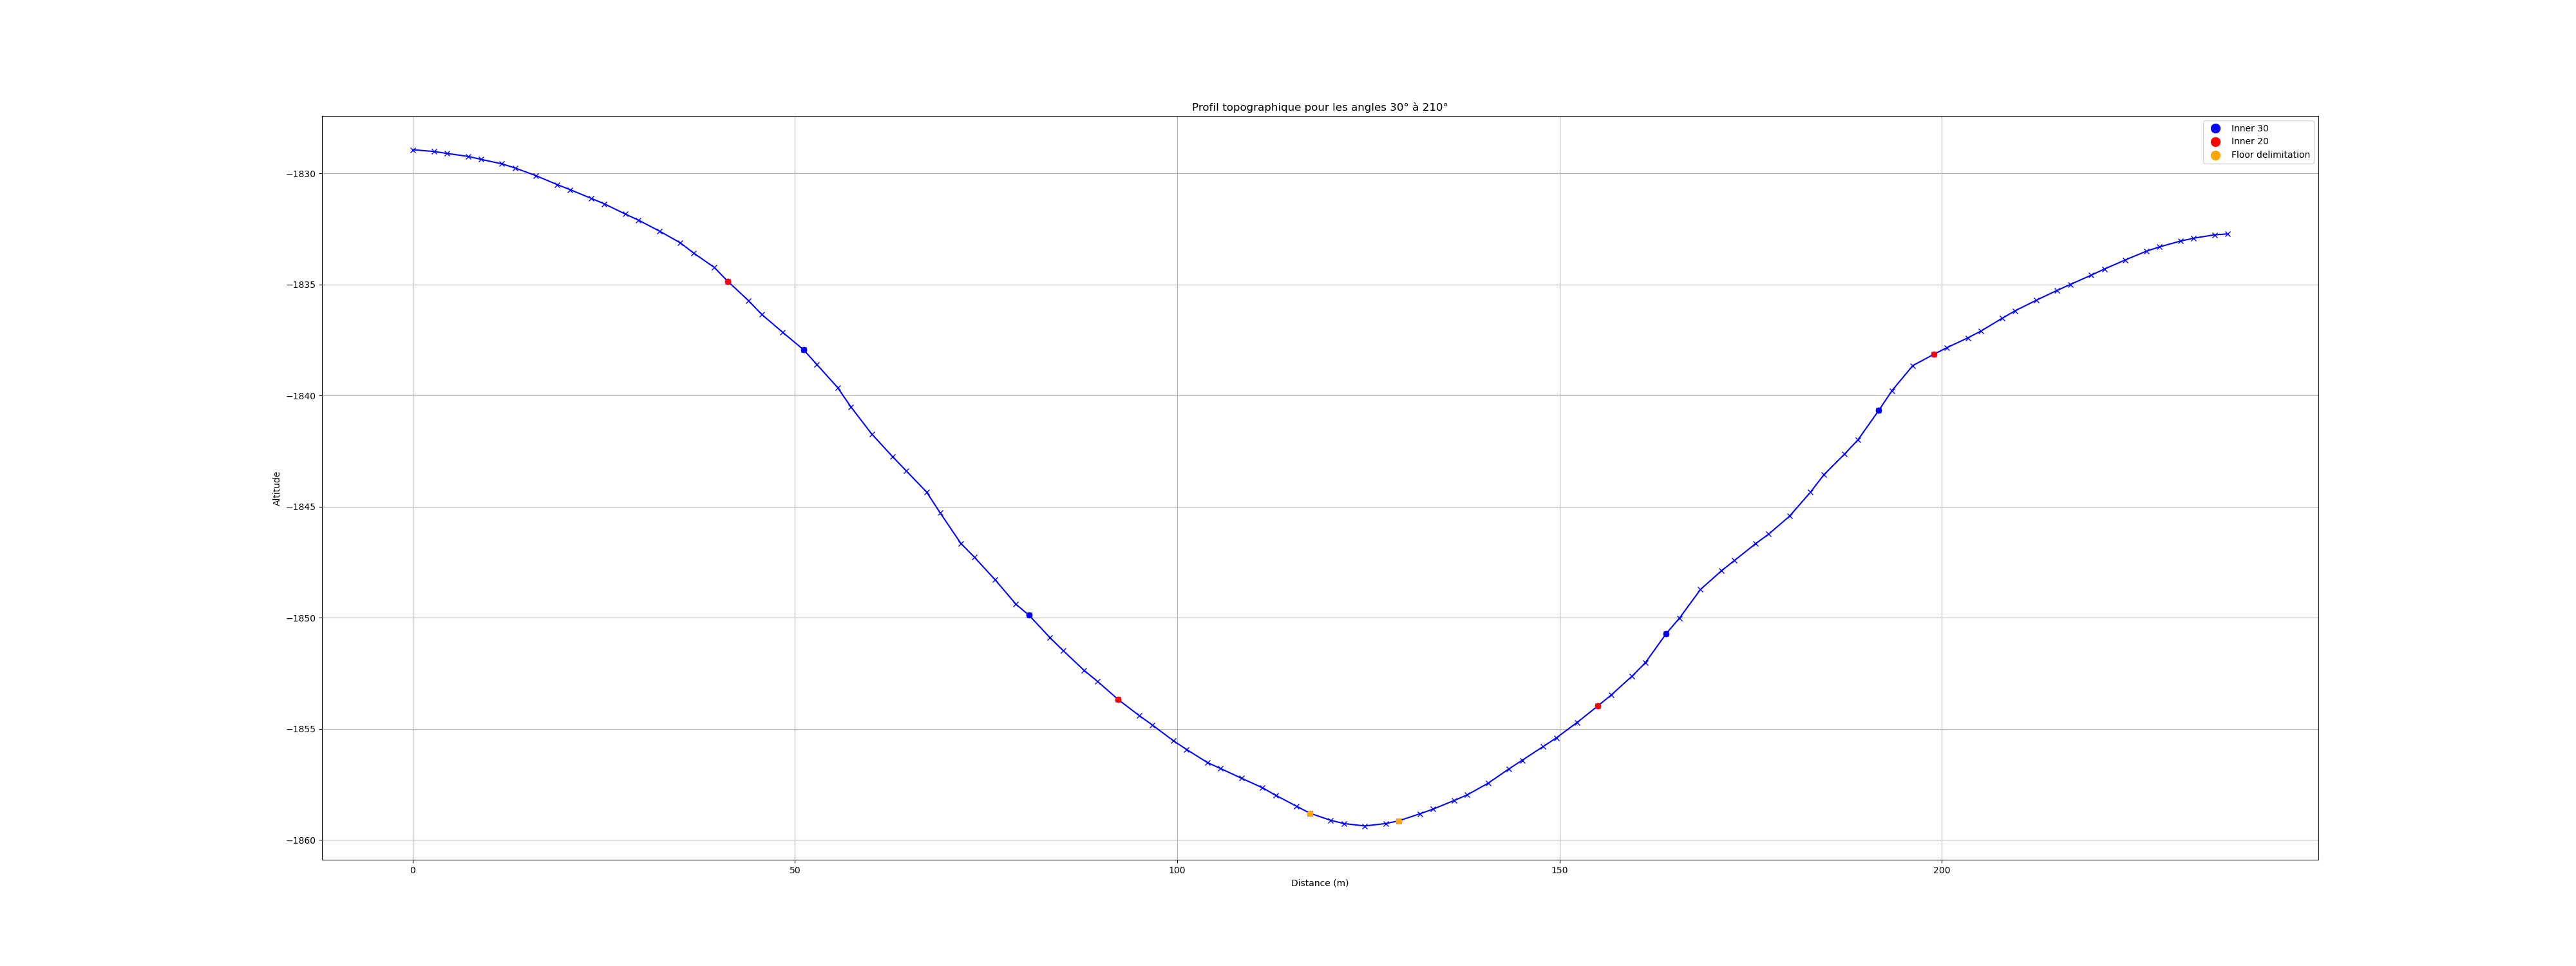 Profil topographique pour les angles 30° à 210°
Inner 30
Inner 20
Floor delimitation
Altitude
−1830
−1835
−1840
−1845
−1850
−1855
−1860
0
50
100
150
200
Distance (m)